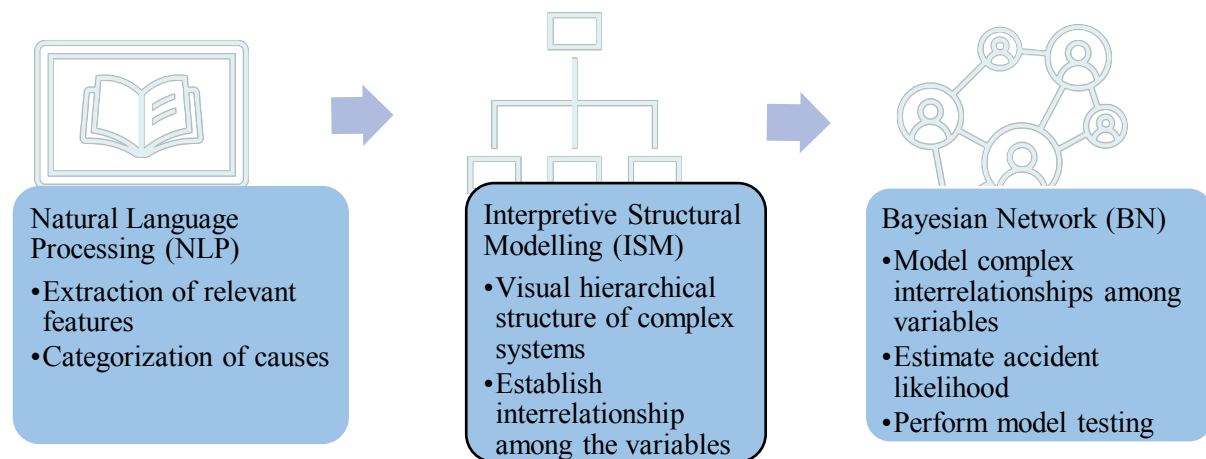 Natural Language
Processing (NLP)
•Extraction of relevant
features
•Categorization of causes
Interpretive Structural
Modelling (ISM)
•Visual hierarchical
structure of complex
systems
•Establish
interrelationship
among the variables
Bayesian Network (BN)
•Model complex
interrelationships among
variables
•Estimate accident
likelihood
•Perform model testing